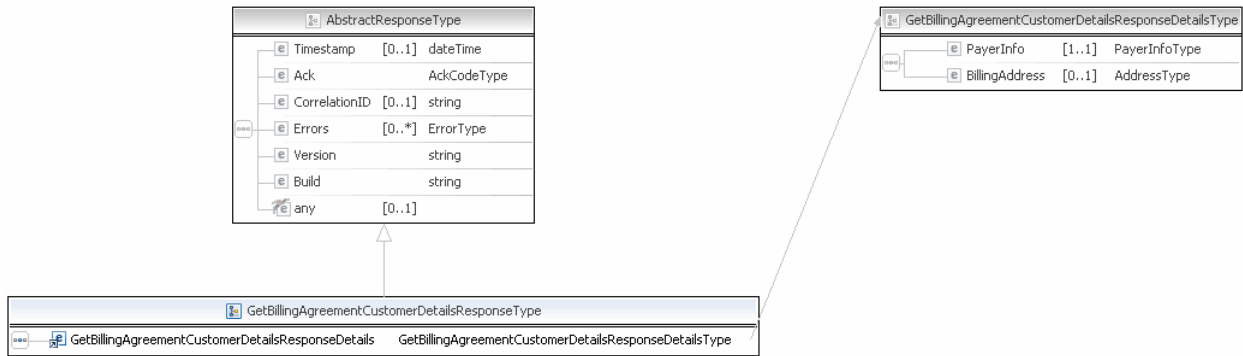 AbstractResponseType
e Timestamp [0..1] dateTime
e Ack AckCodeType
e CorrelationID [0..1] string
e Errors [0..*] ErrorType
e Version string
e Build string
e any [0..1]
GetBillingAgreementCustomerDetailsResponseDetailsType
e PayerInfo [1..1] PayerInfoType
e BillingAddress [0..1] AddressType
GetBillingAgreementCustomerDetailsResponseType
e GetBillingAgreementCustomerDetailsResponseDetails GetBillingAgreementCustomerDetailsResponseDetailsType